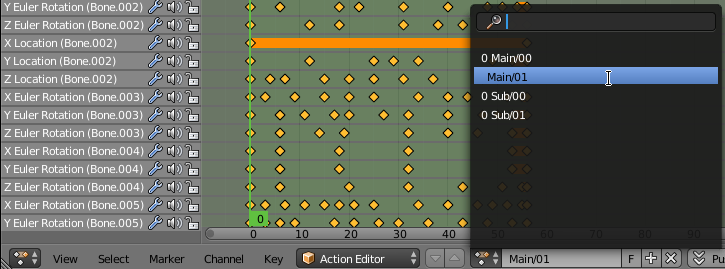 Y Euler Rotation (Bone.002)
Z Euler Rotation (Bone.002)
X Location (Bone.002)
Y Location (Bone.002)
Z Location (Bone.002)
X Euler Rotation (Bone.003)
Y Euler Rotation (Bone.003)
Z Euler Rotation (Bone.003)
X Euler Rotation (Bone.004)
Y Euler Rotation (Bone.004)
Z Euler Rotation (Bone.004)
X Euler Rotation (Bone.005)
Y Euler Rotation (Bone.005)
0 Main/00
Main/01
0 Sub/00
0 Sub/01
0
0 10 20 30 40 50 60 70 80 90
View Select Marker Channel Key Action Editor Main/01 F Pu